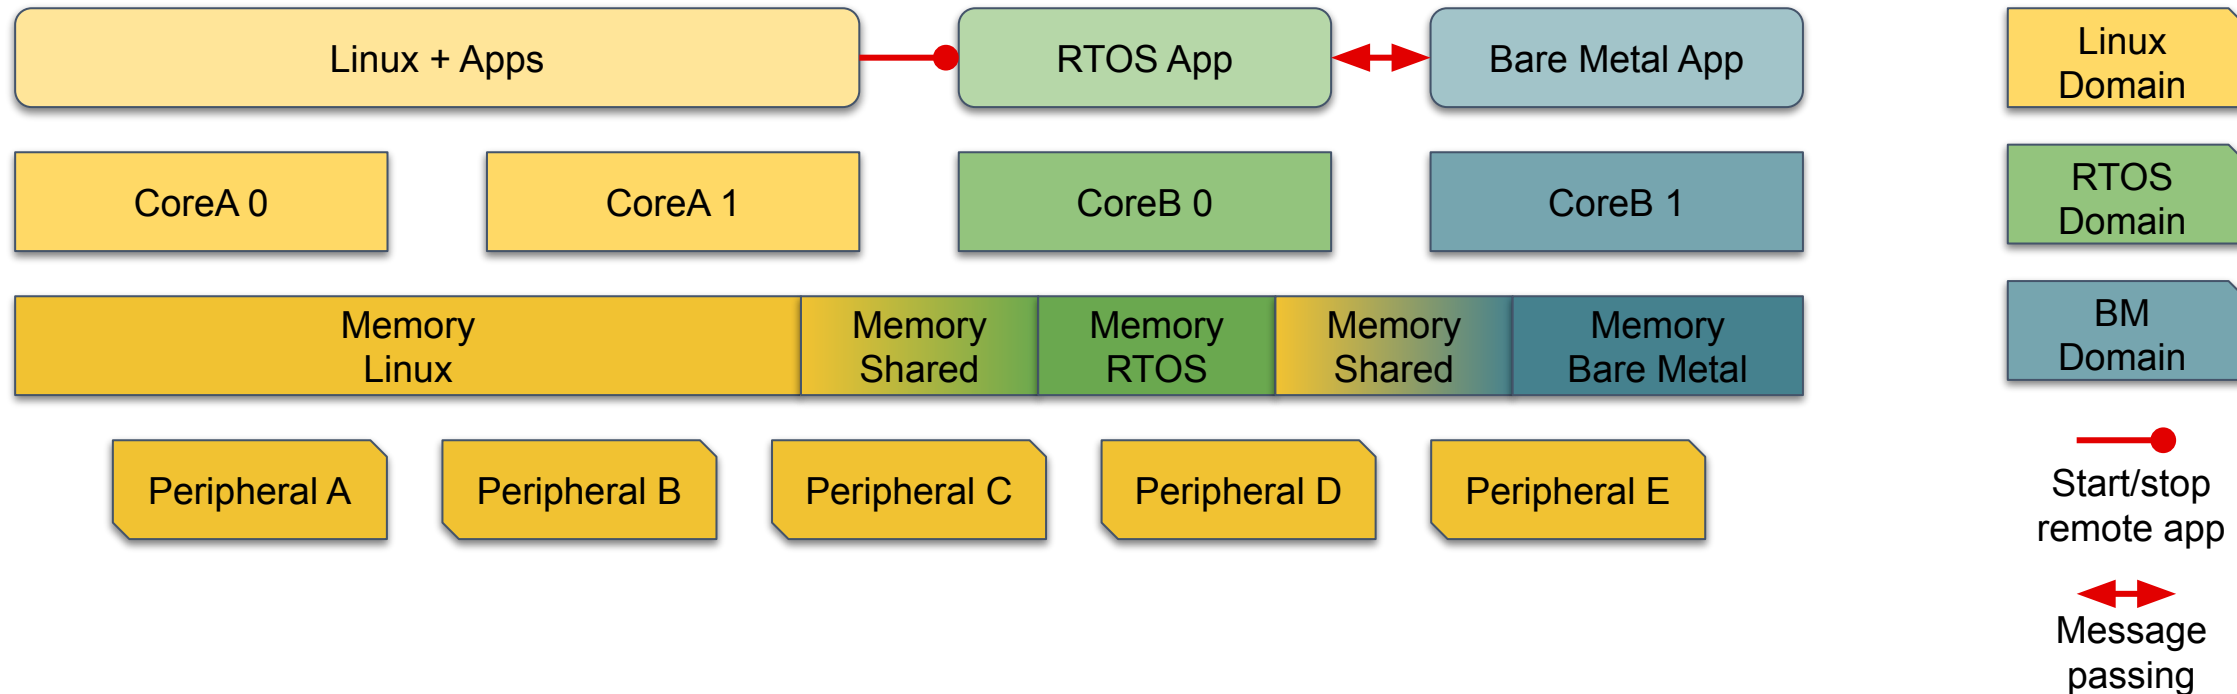 Linux + Apps
RTOS App
Bare Metal App
CoreA 0
CoreA 1
CoreB 0
CoreB 1
Memory
Linux
Memory
Shared
Memory
RTOS
Memory
Shared
Memory
Bare Metal
Peripheral A
Peripheral B
Peripheral C
Peripheral D
Peripheral E
Linux
Domain
RTOS
Domain
BM
Domain
Start/stop
remote app
Message
passing